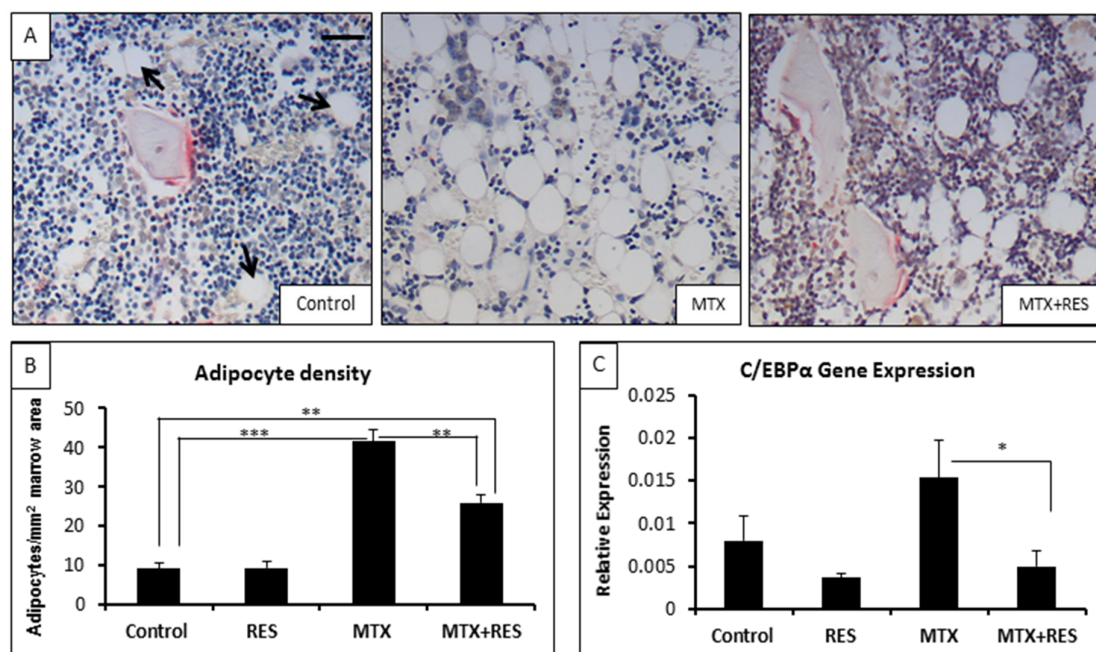 A
Control
MTX
MTX+RES
B
Adipocyte density
Adipocytes/mm² marrow area
50
40
30
20
10
0
**
***
**
Control RES MTX MTX+RES
C
C/EBPα Gene Expression
Relative Expression
0.025
0.02
0.015
0.01
0.005
0
*
Control RES MTX MTX+RES